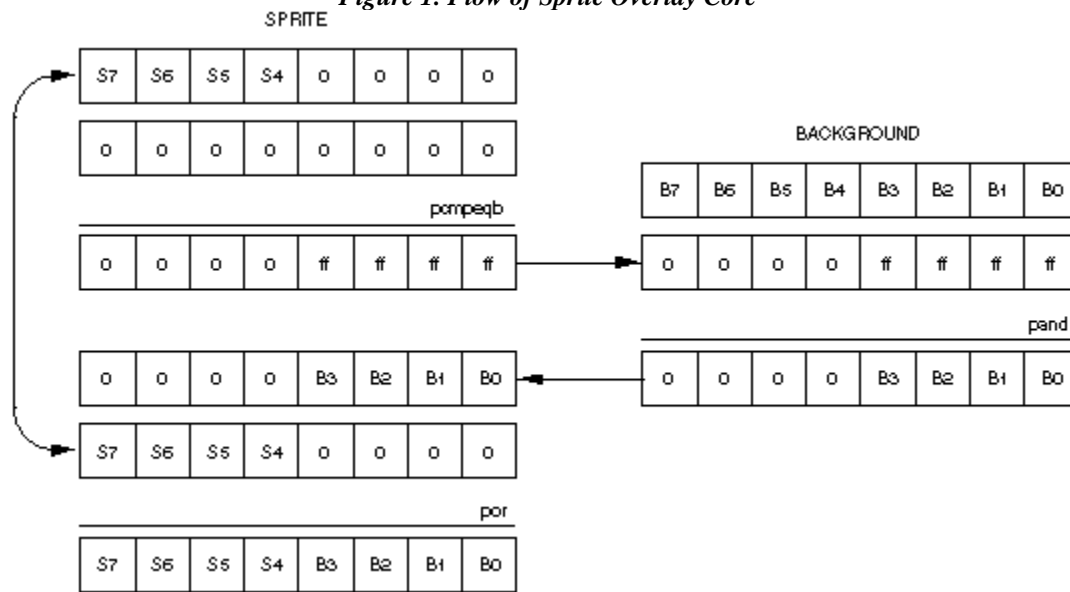 Figure 1. Flow of Sprite Overlay Core
SPRITE
S7 S6 S5 S4 0 0 0 0
0 0 0 0 0 0 0 0
pcmpeqb
0 0 0 0 ff ff ff ff
BACKGROUND
B7 B6 B5 B4 B3 B2 B1 B0
0 0 0 0 ff ff ff ff
pand
0 0 0 0 B3 B2 B1 B0
0 0 0 0 B3 B2 B1 B0
S7 S6 S5 S4 0 0 0 0
por
S7 S6 S5 S4 B3 B2 B1 B0